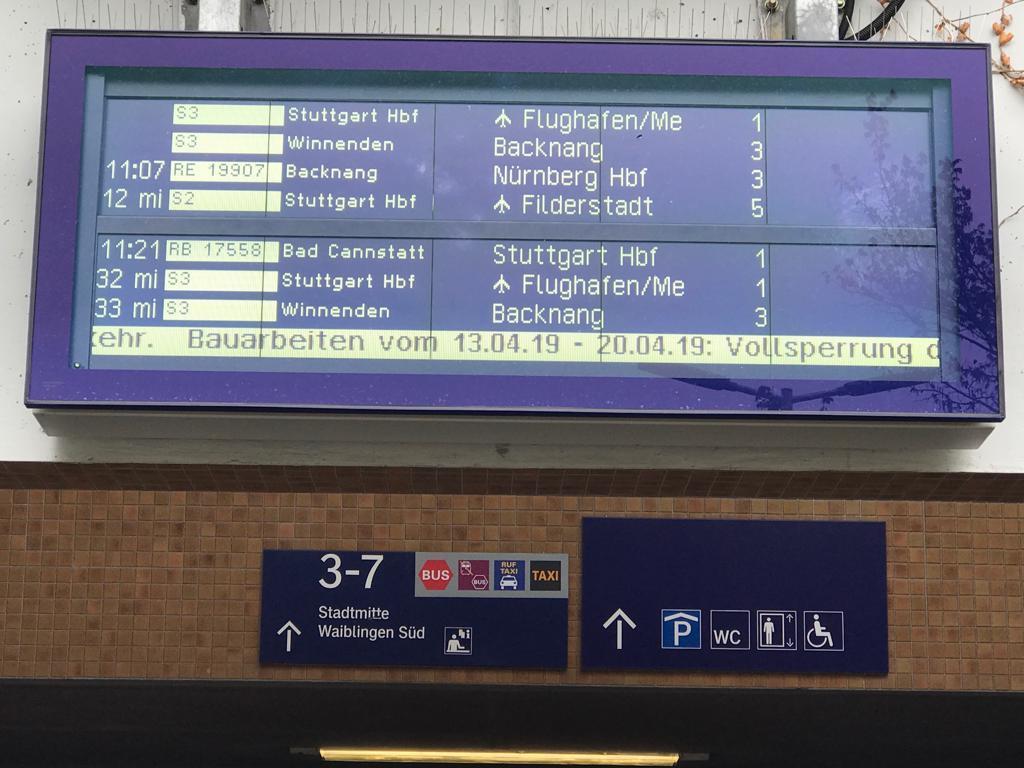 S3 Stuttgart Hbf Flughafen/Me 1
S3 Winnenden Backnang 3
11:07 RE 19907 Backnang Nürnberg Hbf 3
12 mi S2 Stuttgart Hbf Filderstadt 5
11:21 RB 17558 Bad Cannstatt Stuttgart Hbf 1
32 mi S3 Stuttgart Hbf Flughafen/Me 1
33 mi S3 Winnenden Backnang 3
kehr. Bauarbeiten vom 13.04.19 - 20.04.19: Vollsperrung d
3-7
BUS
BUS
RUF TAXI
TAXI
Stadtmitte
Waiblingen Süd
P
WC